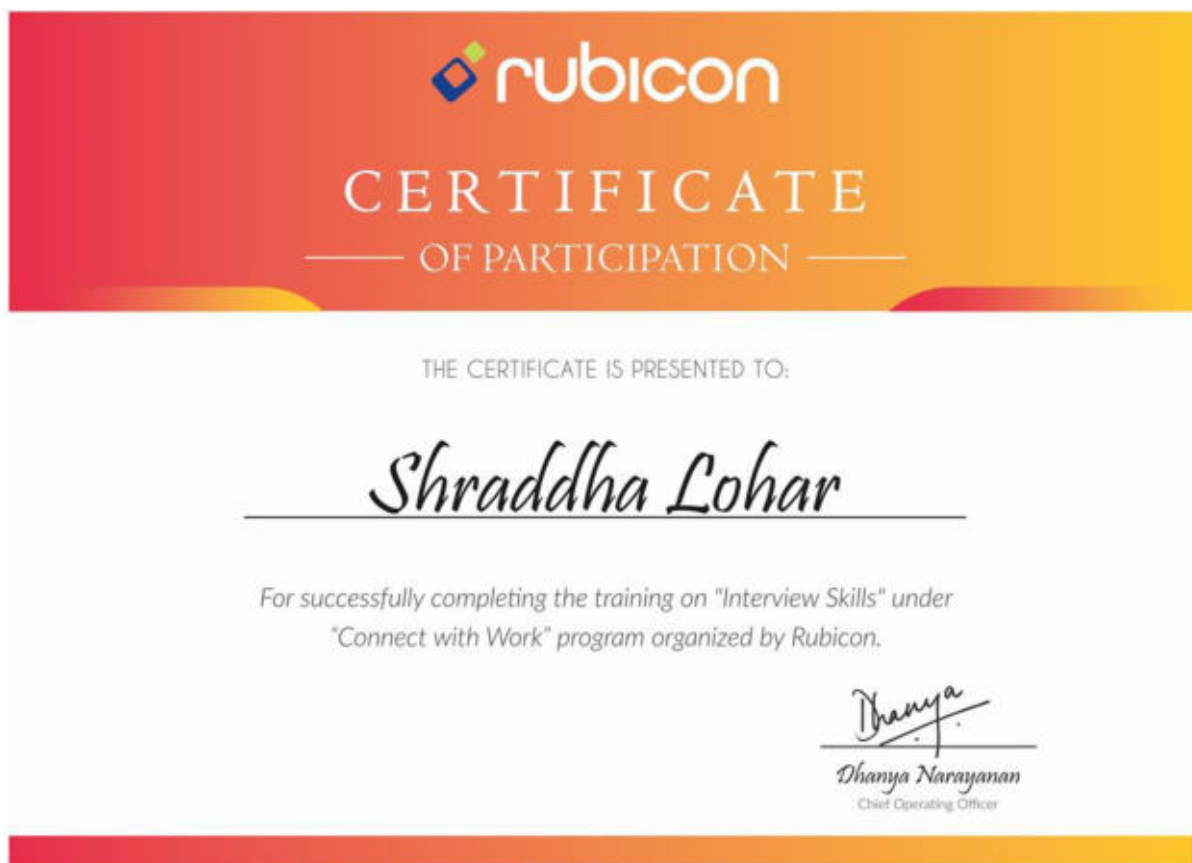 rubicon
CERTIFICATE
OF PARTICIPATION
THE CERTIFICATE IS PRESENTED TO:
Shraddha Lohar
For successfully completing the training on "Interview Skills" under
"Connect with Work" program organized by Rubicon.
Dhanya
Dhanya Narayanan
Chief Operating Officer